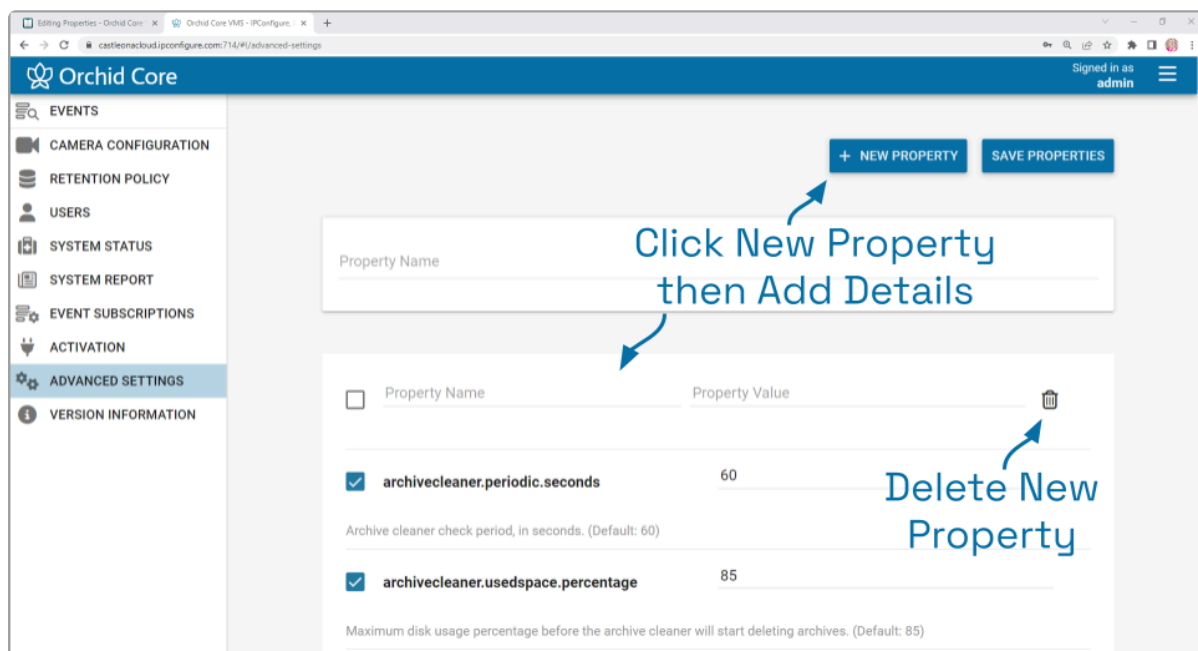 Editing Properties - Orchid Core
Orchid Core VMS - IPConfigure,
castleonacloud.ipconfigure.com:714/#!/advanced-settings
Orchid Core
Signed in as
admin
EVENTS
CAMERA CONFIGURATION
RETENTION POLICY
USERS
SYSTEM STATUS
SYSTEM REPORT
EVENT SUBSCRIPTIONS
ACTIVATION
ADVANCED SETTINGS
VERSION INFORMATION
+ NEW PROPERTY
SAVE PROPERTIES
Click New Property
then Add Details
Property Name
Property Name
Property Value
archivecleaner.periodic.seconds
60
Delete New
Property
Archive cleaner check period, in seconds. (Default: 60)
archivecleaner.usedspace.percentage
85
Maximum disk usage percentage before the archive cleaner will start deleting archives. (Default: 85)